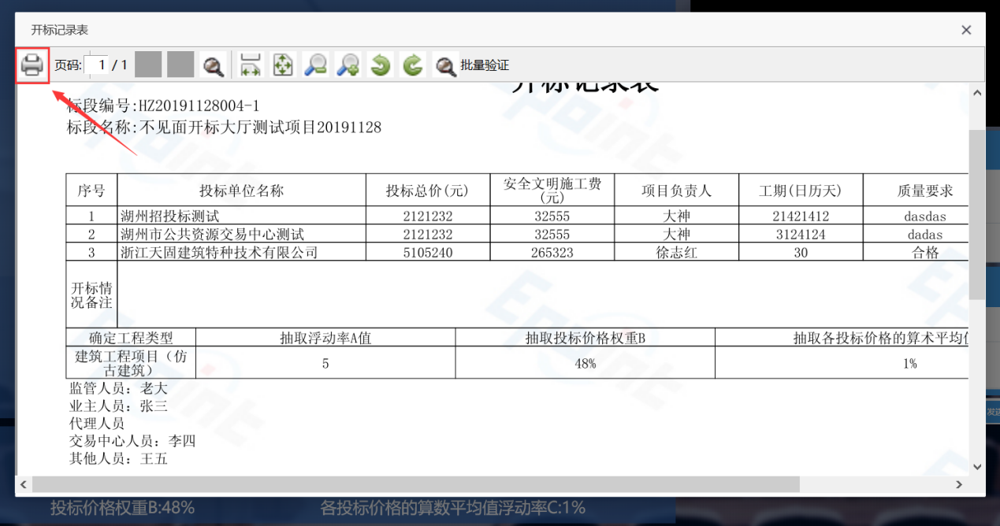 开标记录表
页码: 1 / 1 批量验证
开标记录表
标段编号:HZ20191128004-1
标段名称:不见面开标大厅测试项目20191128
序号 投标单位名称 投标总价(元) 安全文明施工费(元) 项目负责人 工期(日历天) 质量要求
1 湖州招投标测试 2121232 32555 大神 21421412 dasdas
2 湖州市公共资源交易中心测试 2121232 32555 大神 3124124 dadas
3 浙江天固建筑特种技术有限公司 5105240 265323 徐志红 30 合格
开标情况备注
确定工程类型 抽取浮动率A值 抽取投标价格权重B 抽取各投标价格的算术平均值
建筑工程项目（仿古建筑） 5 48% 1%
监管人员：老大
业主人员：张三
代理人员
交易中心人员：李四
其他人员：王五
投标价格权重B:48% 各投标价格的算数平均值浮动率C:1%
发送
Epoint